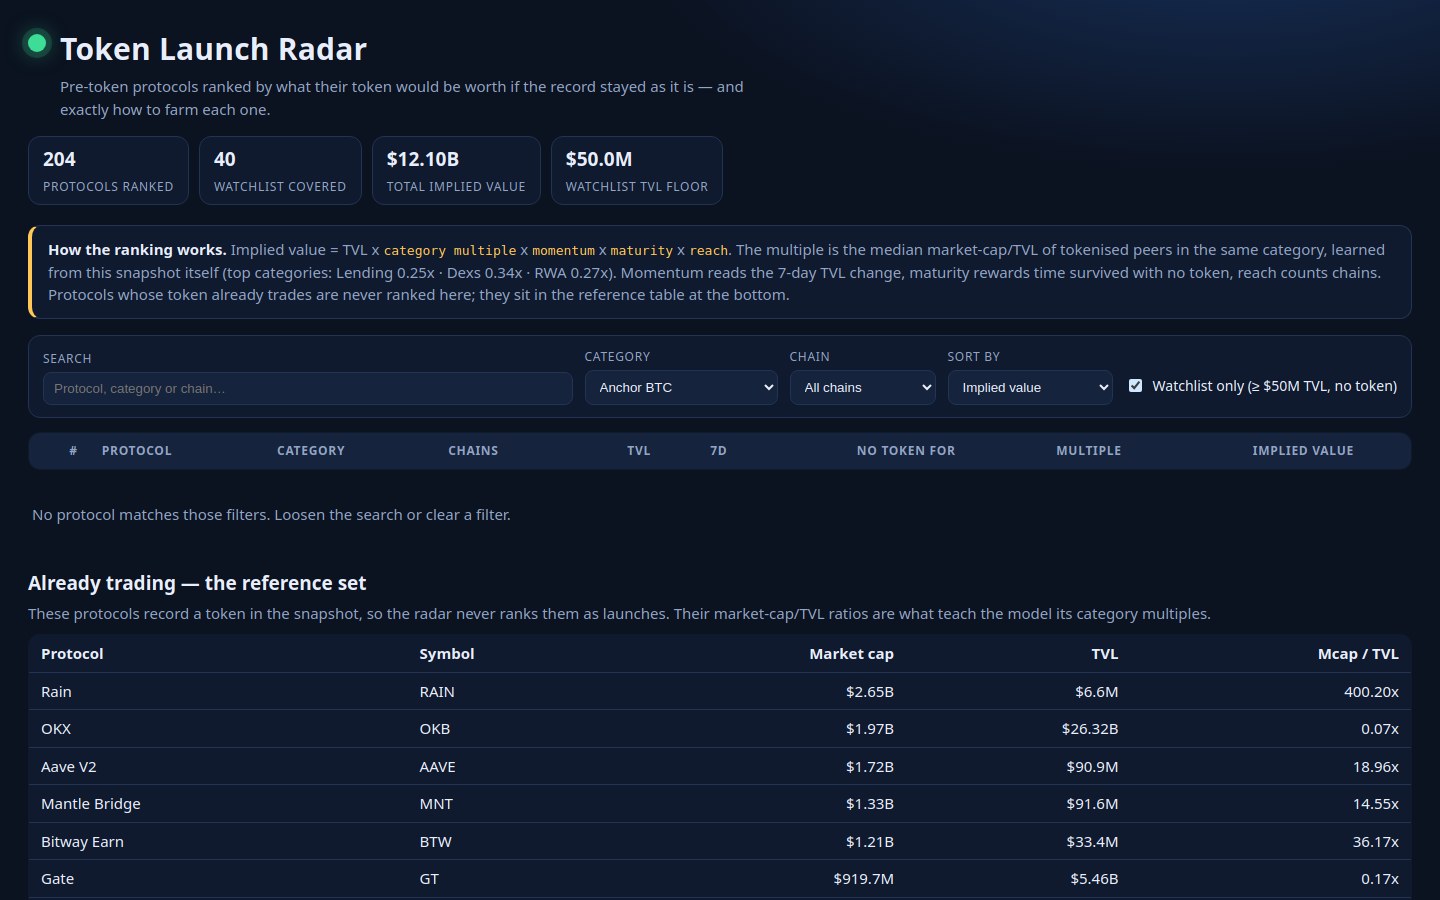 Token Launch Radar
Pre-token protocols ranked by what their token would be worth if the record stayed as it is — and
exactly how to farm each one.
204
PROTOCOLS RANKED
40
WATCHLIST COVERED
$12.10B
TOTAL IMPLIED VALUE
$50.0M
WATCHLIST TVL FLOOR
How the ranking works. Implied value = TVL x category multiple x momentum x maturity x reach. The multiple is the median market-cap/TVL of tokenised peers in the same category, learned
from this snapshot itself (top categories: Lending 0.25x · Dexs 0.34x · RWA 0.27x). Momentum reads the 7-day TVL change, maturity rewards time survived with no token, reach counts chains.
Protocols whose token already trades are never ranked here; they sit in the reference table at the bottom.
SEARCH
Protocol, category or chain…
CATEGORY
Anchor BTC
CHAIN
All chains
SORT BY
Implied value
Watchlist only (≥ $50M TVL, no token)
# PROTOCOL CATEGORY CHAINS TVL 7D NO TOKEN FOR MULTIPLE IMPLIED VALUE
No protocol matches those filters. Loosen the search or clear a filter.
Already trading — the reference set
These protocols record a token in the snapshot, so the radar never ranks them as launches. Their market-cap/TVL ratios are what teach the model its category multiples.
Protocol Symbol Market cap TVL Mcap / TVL
Rain RAIN $2.65B $6.6M 400.20x
OKX OKB $1.97B $26.32B 0.07x
Aave V2 AAVE $1.72B $90.9M 18.96x
Mantle Bridge MNT $1.33B $91.6M 14.55x
Bitway Earn BTW $1.21B $33.4M 36.17x
Gate GT $919.7M $5.46B 0.17x